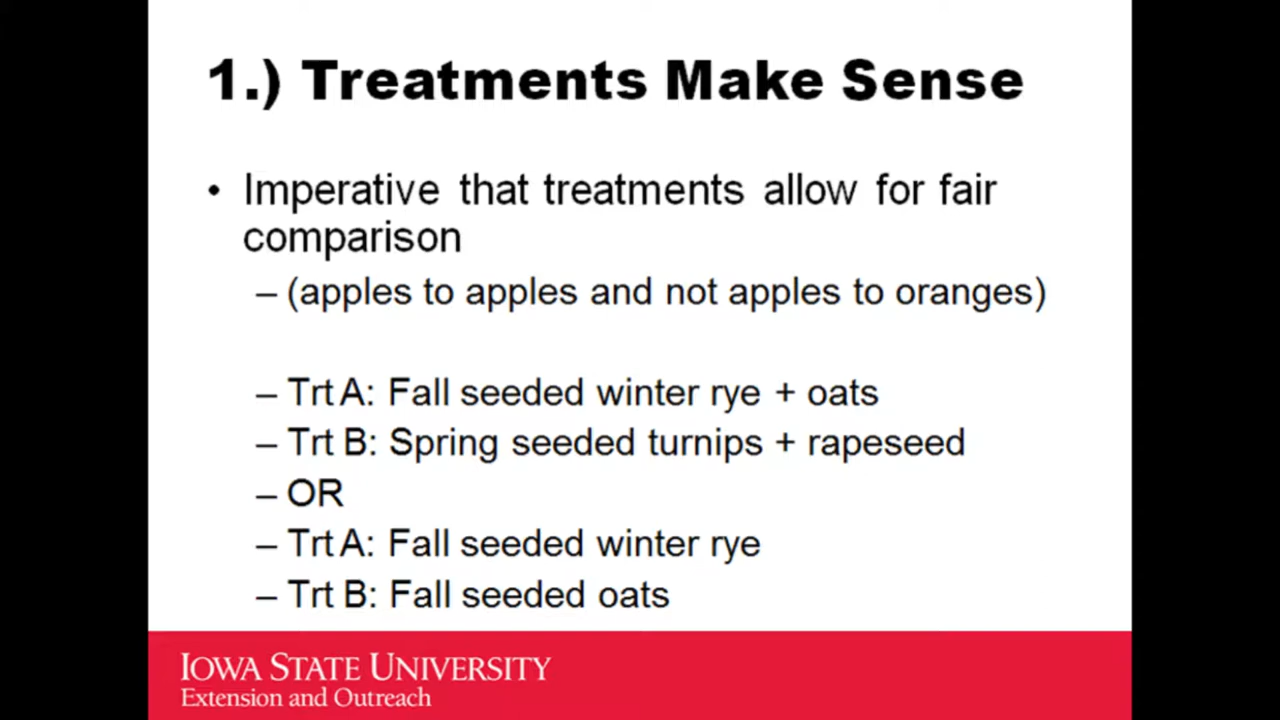 1.) Treatments Make Sense
• Imperative that treatments allow for fair
comparison
– (apples to apples and not apples to oranges)
– Trt A: Fall seeded winter rye + oats
– Trt B: Spring seeded turnips + rapeseed
– OR
– Trt A: Fall seeded winter rye
– Trt B: Fall seeded oats
IOWA STATE UNIVERSITY
Extension and Outreach